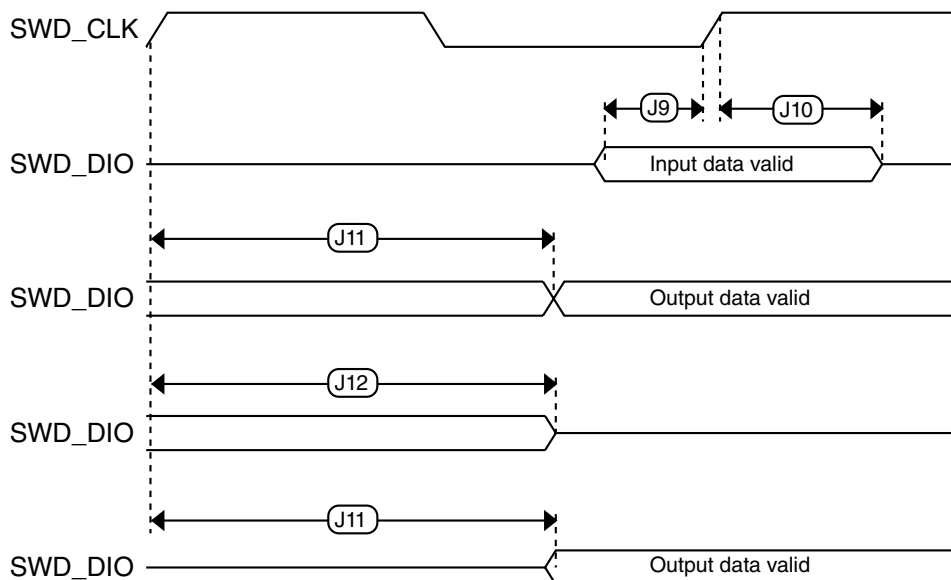 SWD_CLK
J9
J10
SWD_DIO
Input data valid
J11
SWD_DIO
Output data valid
J12
SWD_DIO
J11
SWD_DIO
Output data valid